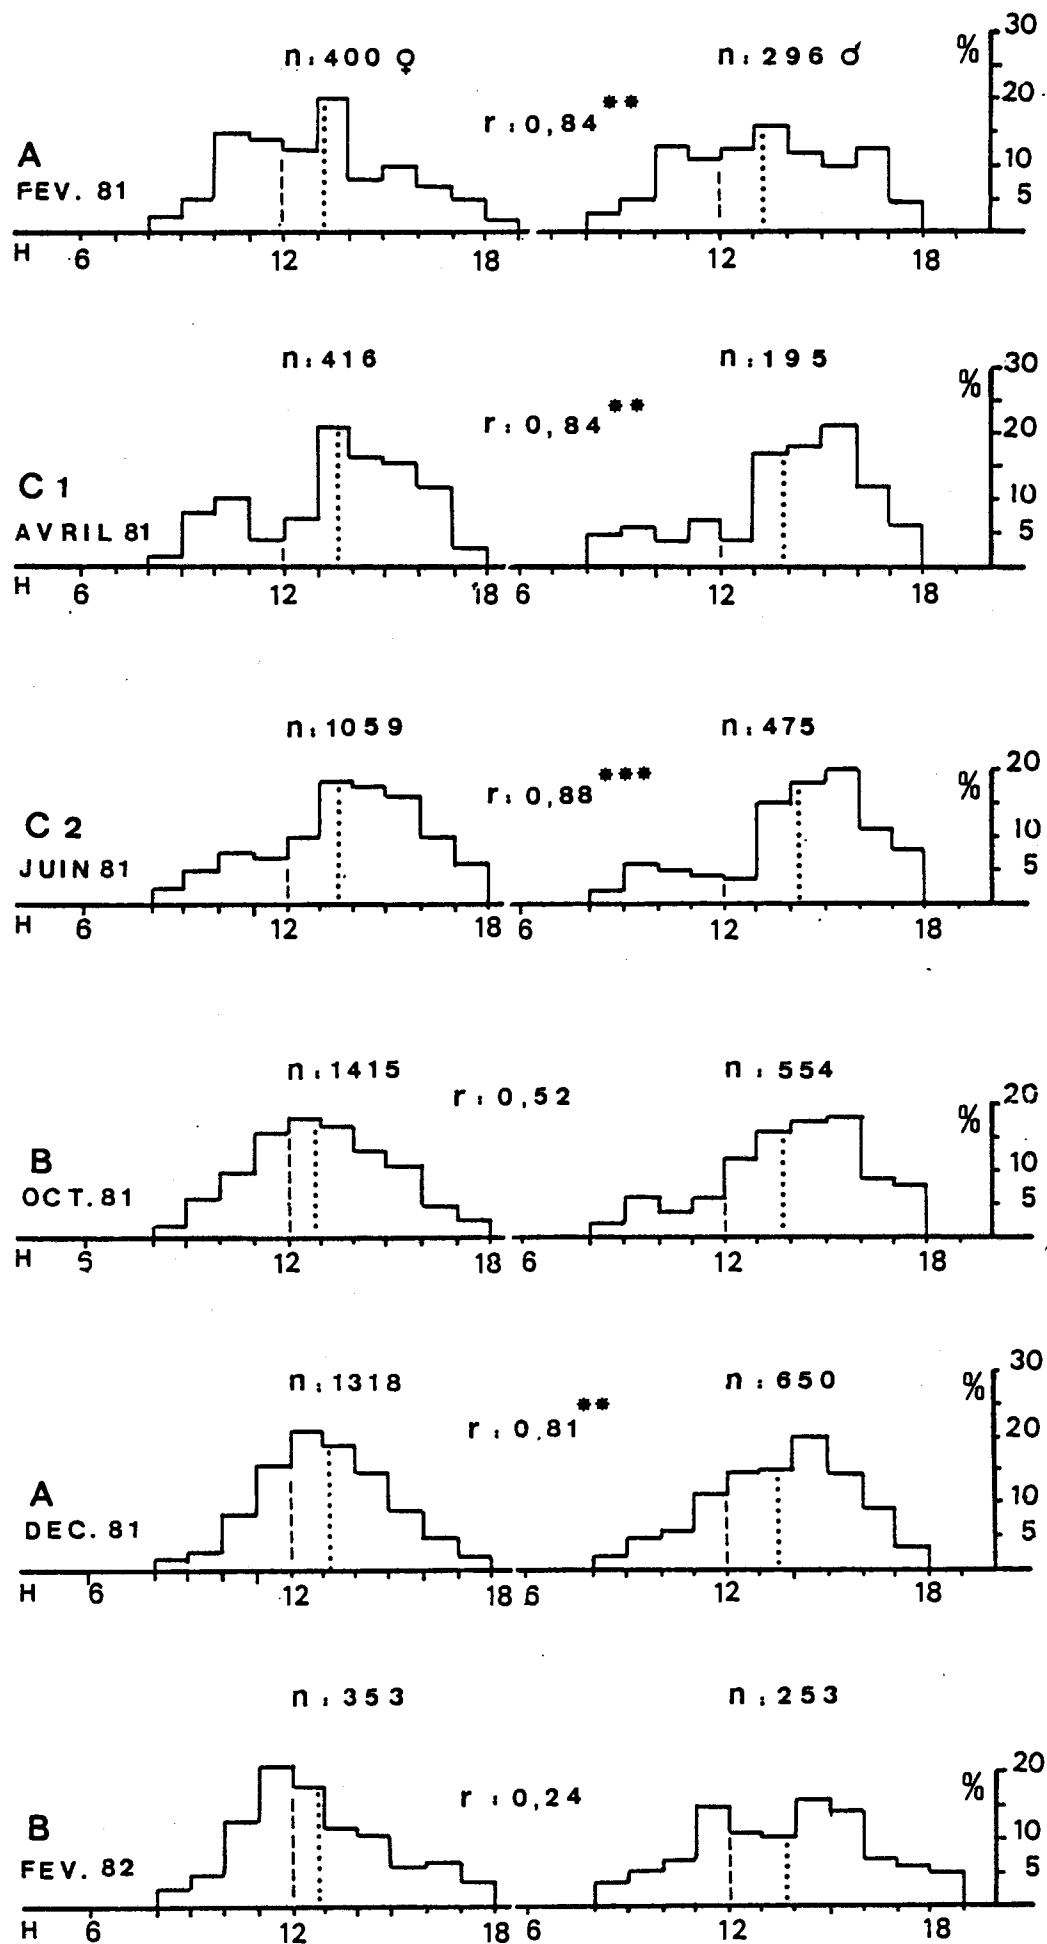 n:400 ♀ n:296 ♂ % 30
r:0,84** 20
A 10
FEV. 81 5
H 6 12 18 12 18
n:416 n:195 % 30
r:0,84** 20
C1 10
AVRIL 81 5
H 6 12 18 6 12 18
n:1059 n:475
r:0,88*** % 20
C2 10
JUIN 81 5
H 6 12 18 6 12 18
n:1415 n:554
r:0,52 % 20
B 10
OCT. 81 5
H 6 12 18 6 12 18
n:1318 n:650 % 30
r:0,81** 20
A 10
DEC. 81 5
H 6 12 18 6 12 18
n:353 n:253
r:0,24 % 20
B 10
FEV. 82 5
H 6 12 18 6 12 18